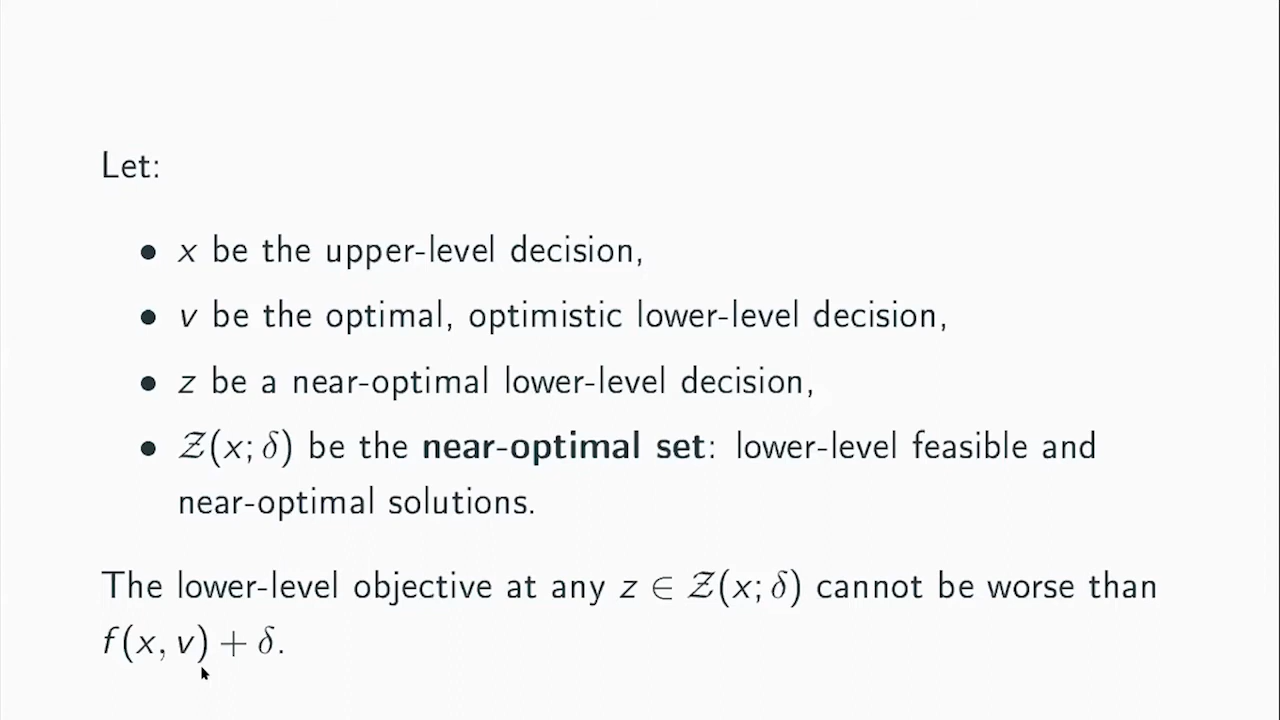 Let:
• x be the upper-level decision,
• v be the optimal, optimistic lower-level decision,
• z be a near-optimal lower-level decision,
• 𝒵(x; δ) be the near-optimal set: lower-level feasible and
near-optimal solutions.
The lower-level objective at any z ∈ 𝒵(x; δ) cannot be worse than
f(x, v) + δ.